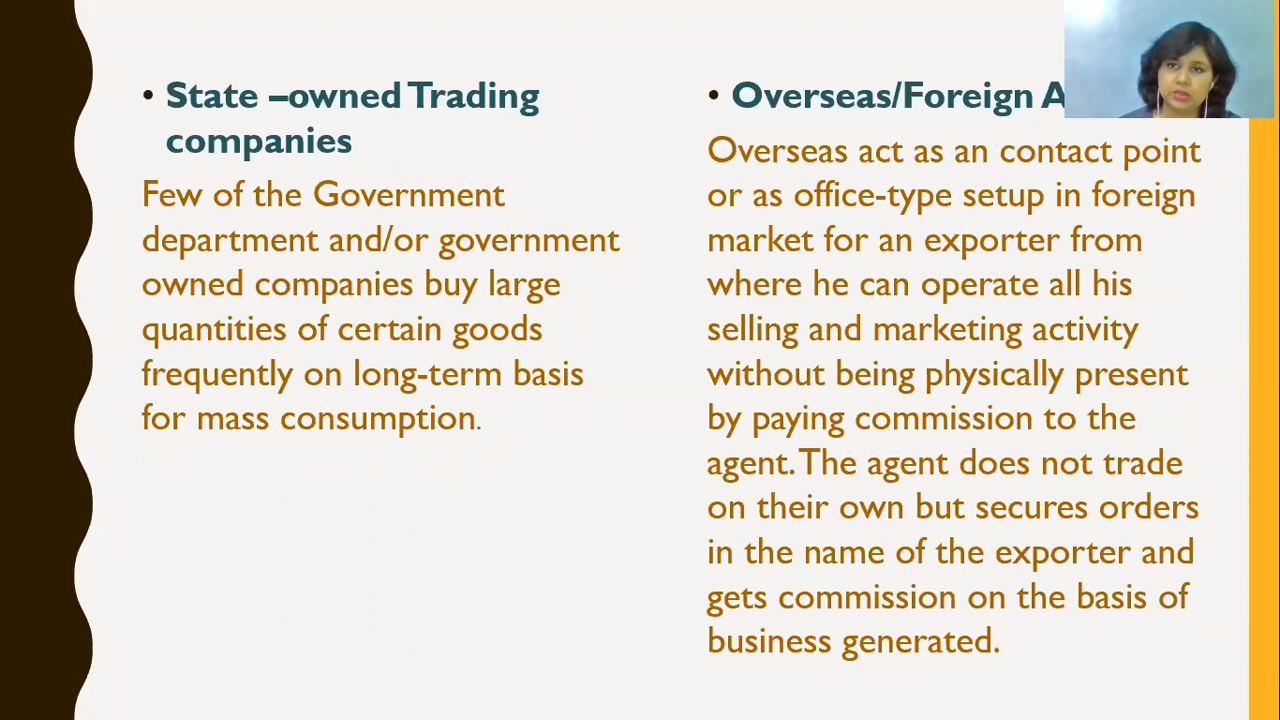 • State –owned Trading
companies
Few of the Government
department and/or government
owned companies buy large
quantities of certain goods
frequently on long-term basis
for mass consumption.
• Overseas/Foreign
Overseas act as an contact point
or as office-type setup in foreign
market for an exporter from
where he can operate all his
selling and marketing activity
without being physically present
by paying commission to the
agent. The agent does not trade
on their own but secures orders
in the name of the exporter and
gets commission on the basis of
business generated.